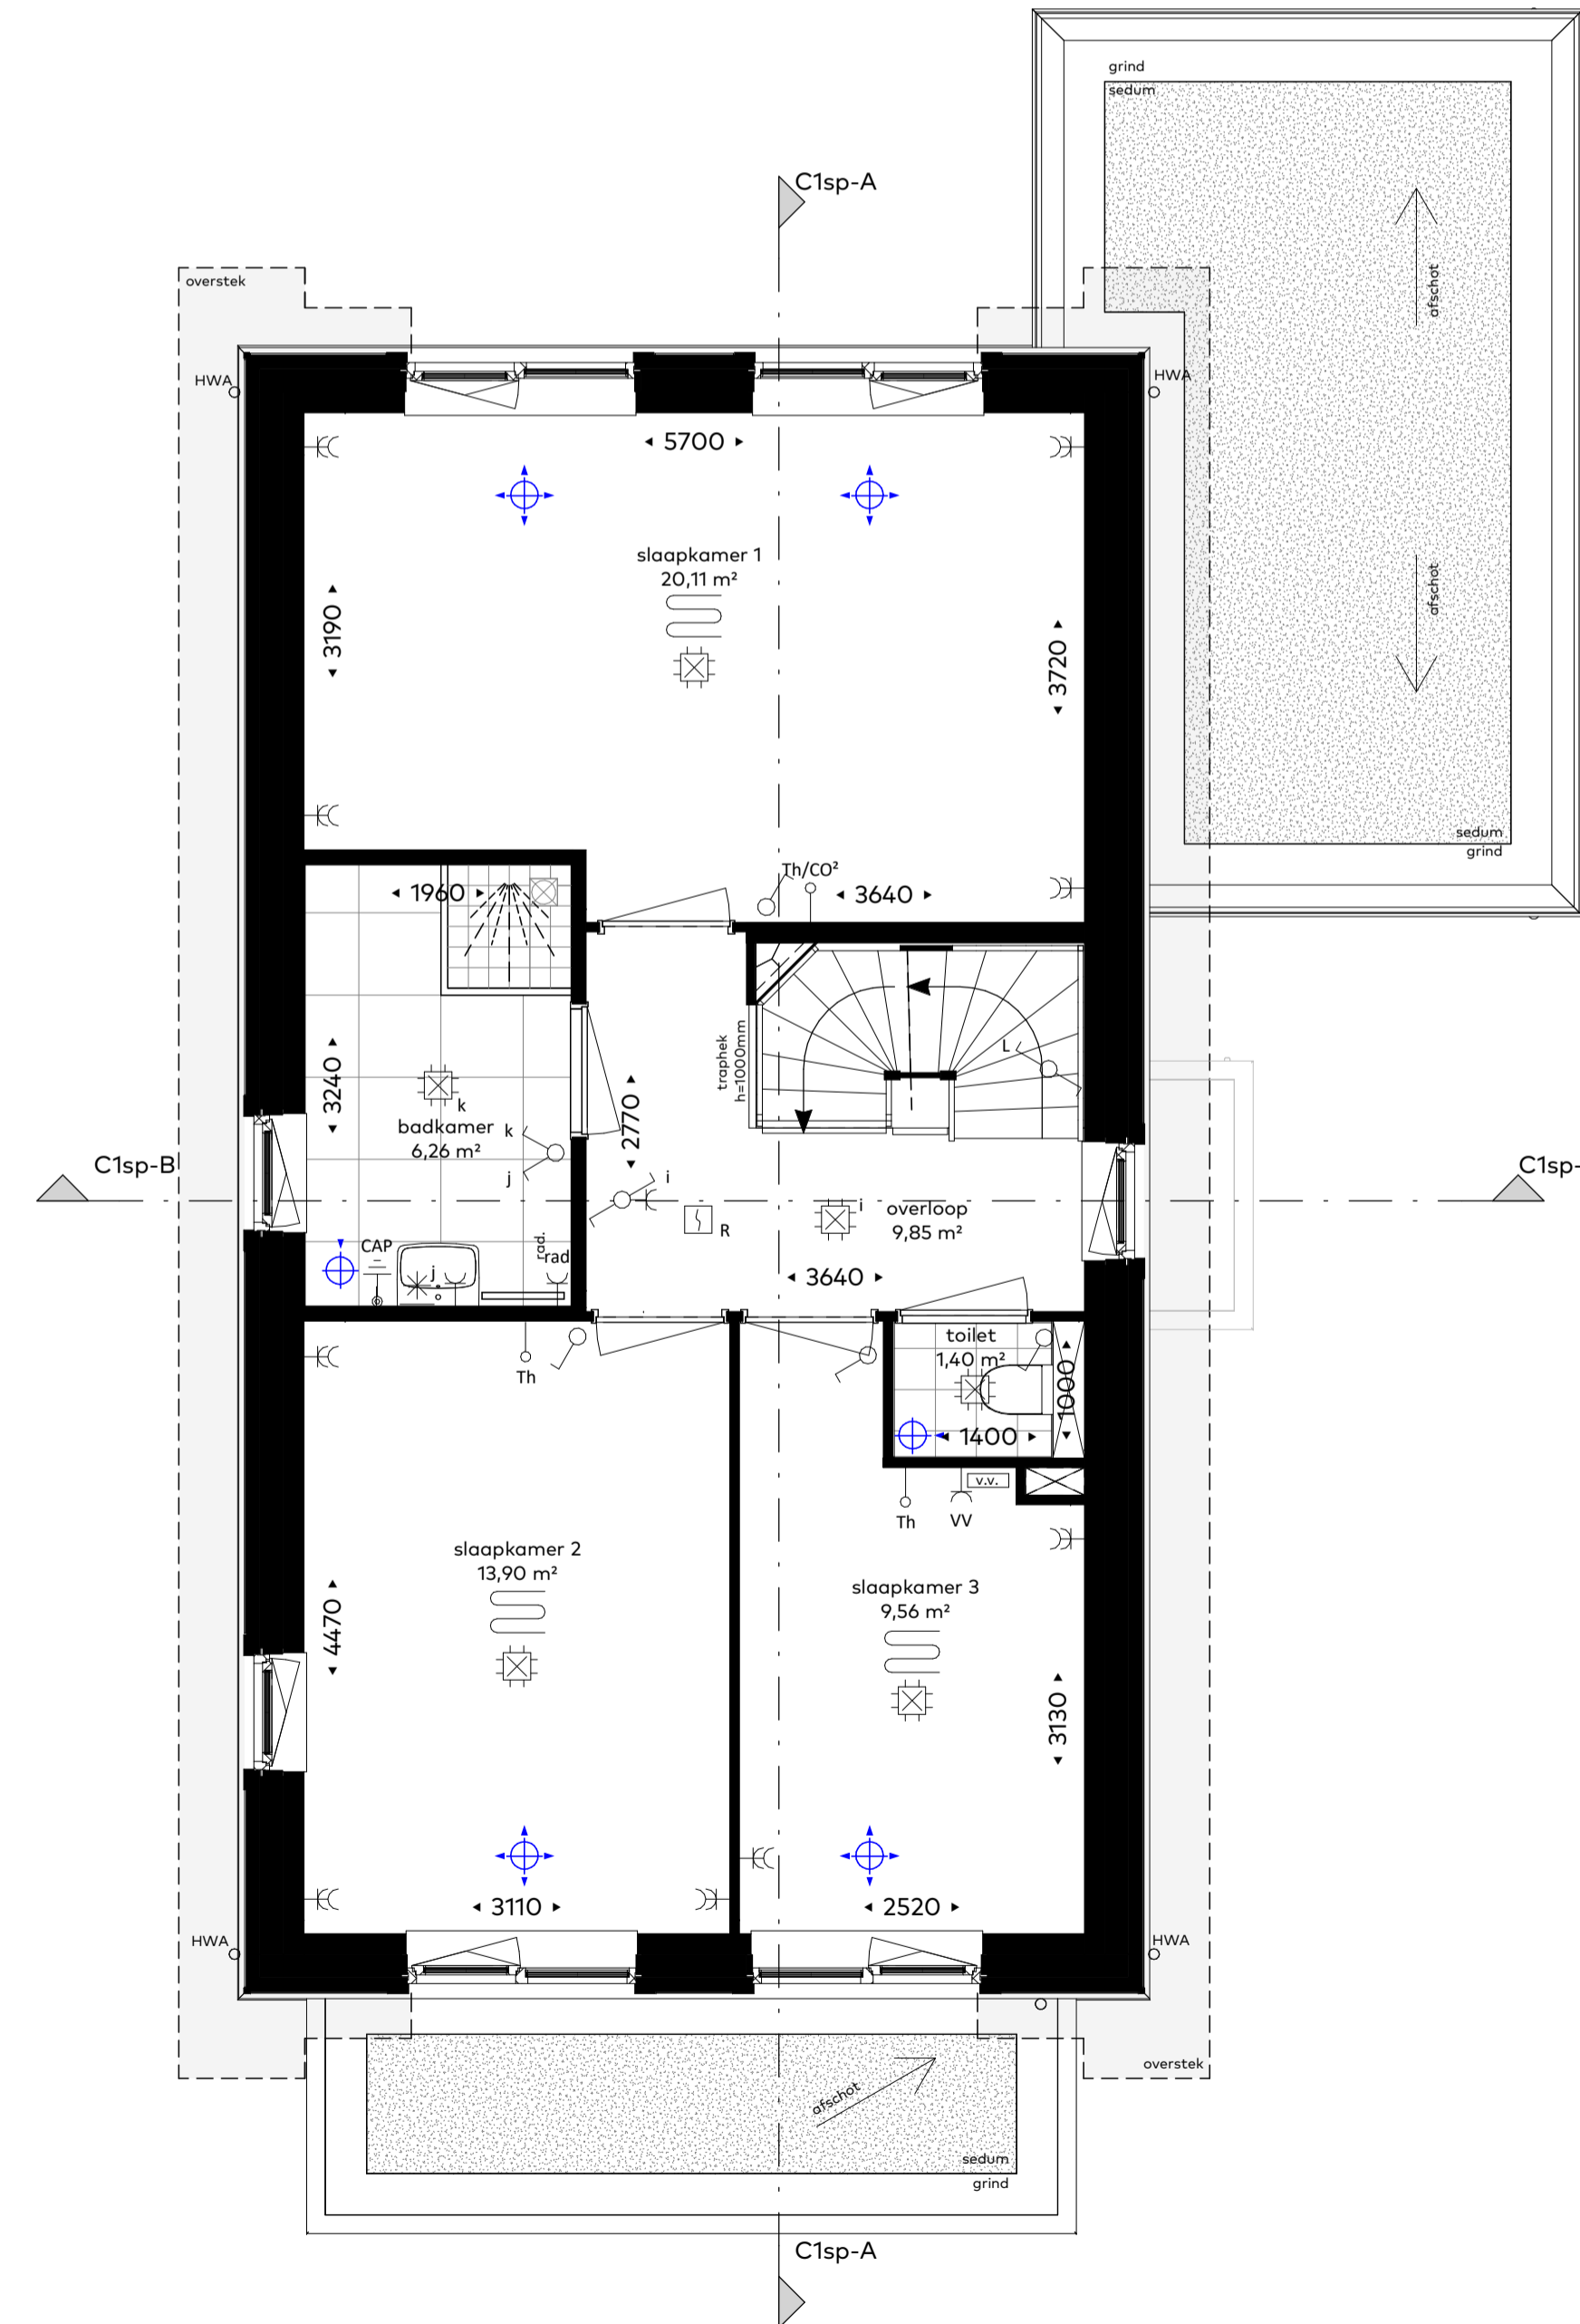 grind
sedum
C1sp-A
afschot
overstek
HWA
HWA
5700
slaapkamer 1
20,11 m²
3190
3720
afschot
sedum
grind
Th/CO²
1960
3640
traphek
h=1000mm
L
3240
k
badkamer
6,26 m²
k
j
2770
C1sp-B
C1sp-
i
R
i
overloop
9,85 m²
CAP
j
rad.
rad
3640
toilet
1,40 m²
1000
Th
1400
v.v.
Th
VV
slaapkamer 2
13,90 m²
slaapkamer 3
9,56 m²
4470
3130
3110
2520
HWA
HWA
overstek
afschot
sedum
grind
C1sp-A